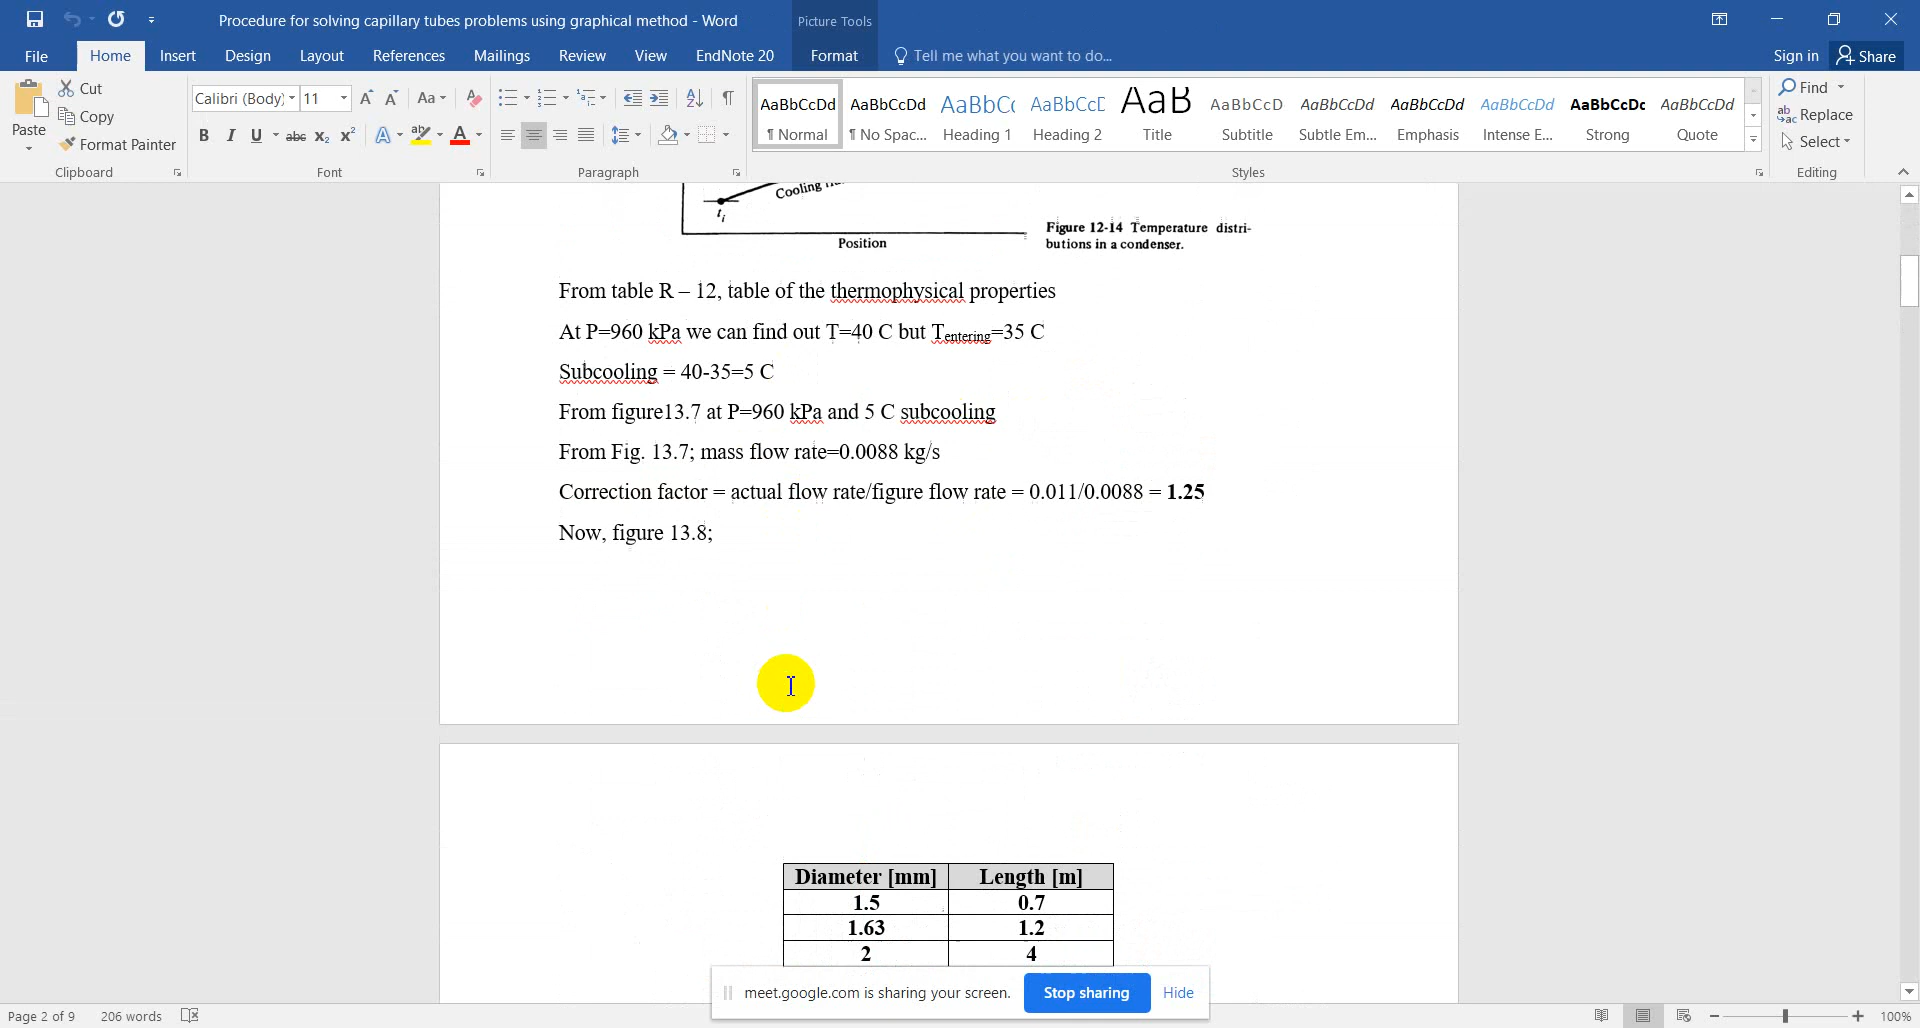 Procedure for solving capillary tubes problems using graphical method - Word
Picture Tools
File
Home
Insert
Design
Layout
References
Mailings
Review
View
EndNote 20
Format
Tell me what you want to do...
Sign in
Share
Paste
Cut
Copy
Format Painter
Clipboard
Calibri (Body)
11
Font
Paragraph
AaBbCcDd
¶ Normal
AaBbCcDd
¶ No Spac...
AaBbCc
Heading 1
AaBbCcC
Heading 2
AaB
Title
AaBbCcD
Subtitle
AaBbCcDd
Subtle Em...
AaBbCcDd
Emphasis
AaBbCcDd
Intense E...
AaBbCcDc
Strong
AaBbCcDd
Quote
Styles
Find
Replace
Select
Editing
Cooling
ti
Position
Figure 12-14 Temperature distri-
butions in a condenser.
From table R – 12, table of the thermophysical properties
At P=960 kPa we can find out T=40 C but Tentering=35 C
Subcooling = 40-35=5 C
From figure13.7 at P=960 kPa and 5 C subcooling
From Fig. 13.7; mass flow rate=0.0088 kg/s
Correction factor = actual flow rate/figure flow rate = 0.011/0.0088 = 1.25
Now, figure 13.8;
Diameter [mm] Length [m]
1.5 0.7
1.63 1.2
2 4
meet.google.com is sharing your screen.
Stop sharing
Hide
Page 2 of 9
206 words
100%